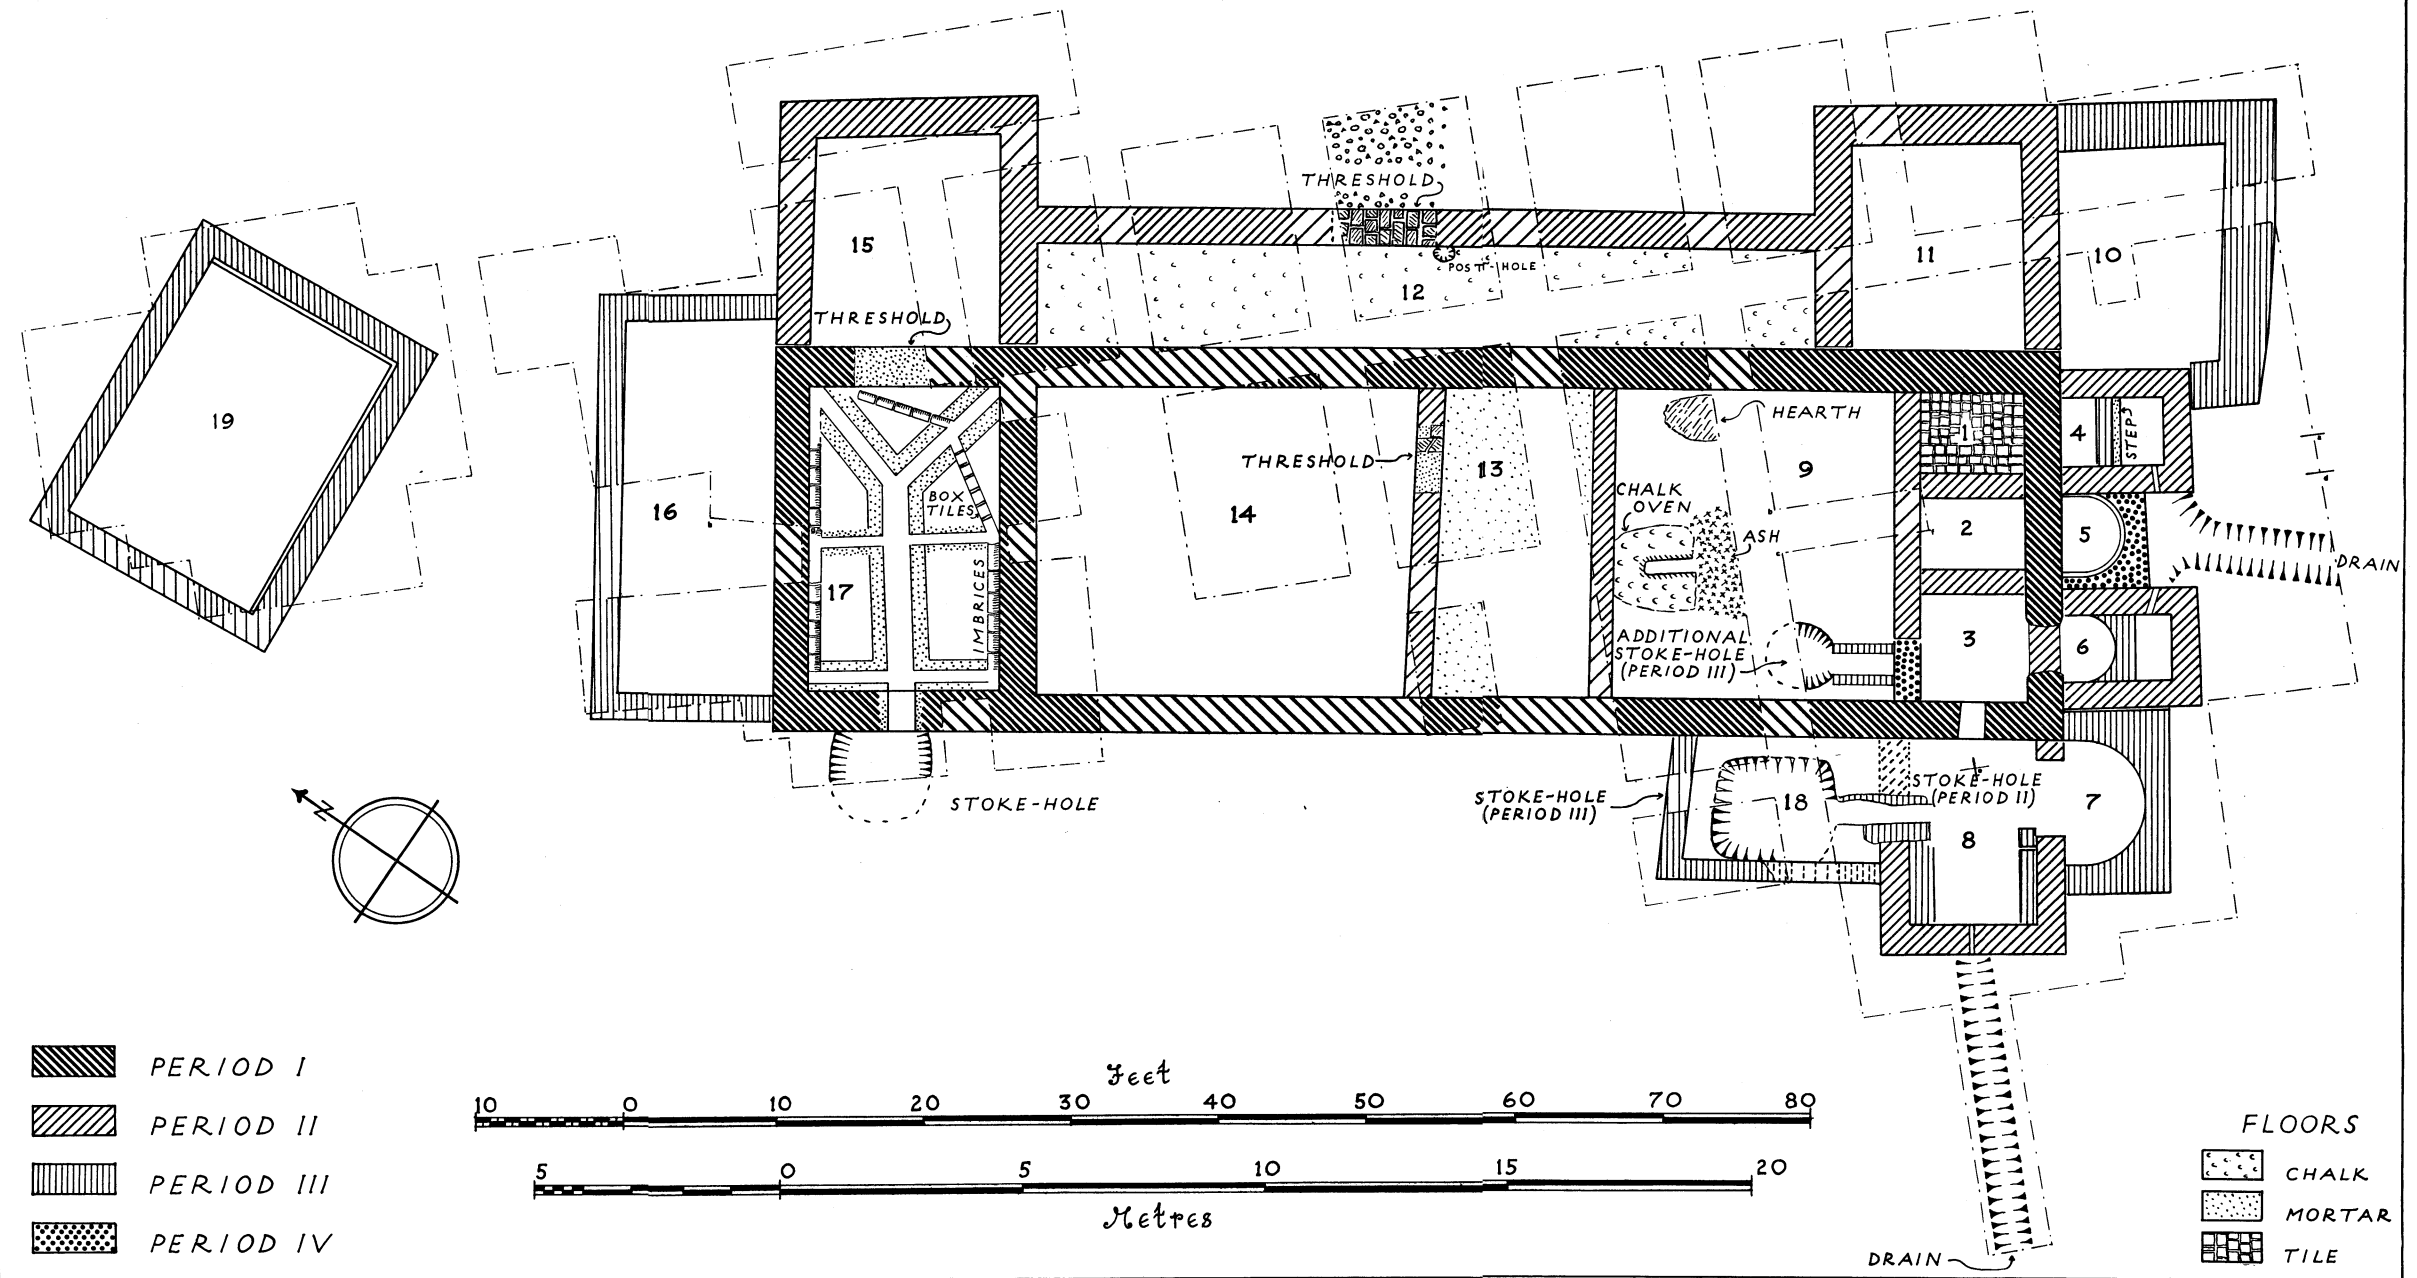 THRESHOLD
15
11
10
POST-HOLE
12
THRESHOLD
19
HEARTH
1
4
STEPS
THRESHOLD
13
9
CHALK
OVEN
BOX
TILES
16
14
2
5
ASH
DRAIN
17
IMBRICES
ADDITIONAL
STOKE-HOLE
(PERIOD III)
3
6
N
STOKE-HOLE
STOKE-HOLE
(PERIOD III)
18
STOKE-HOLE
(PERIOD II)
7
8
PERIOD I
PERIOD II
PERIOD III
PERIOD IV
Feet
10 0 10 20 30 40 50 60 70 80
5 0 5 10 15 20
Metres
FLOORS
CHALK
MORTAR
TILE
DRAIN